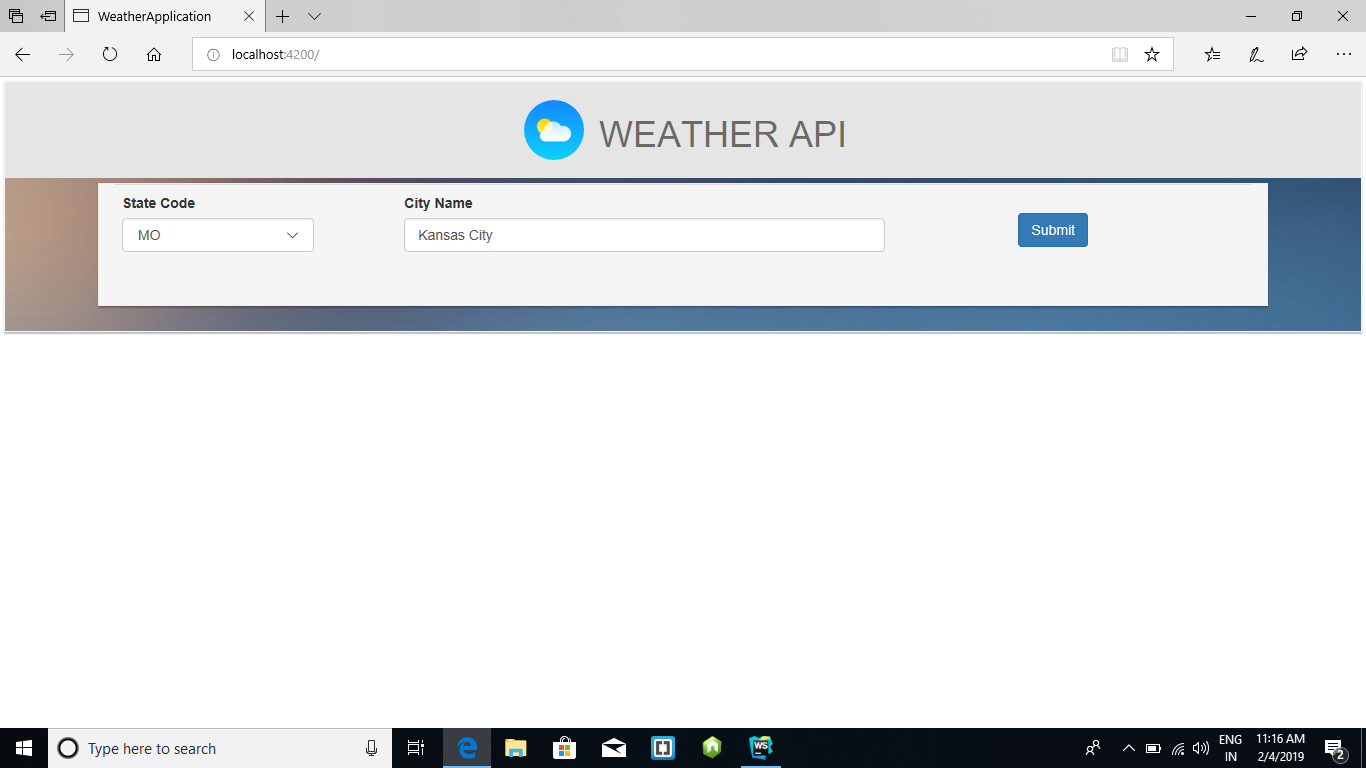 WeatherApplication
localhost:4200/
WEATHER API
State Code
City Name
MO
Kansas City
Submit
Type here to search
WS
ENG
IN
11:16 AM
2/4/2019
2